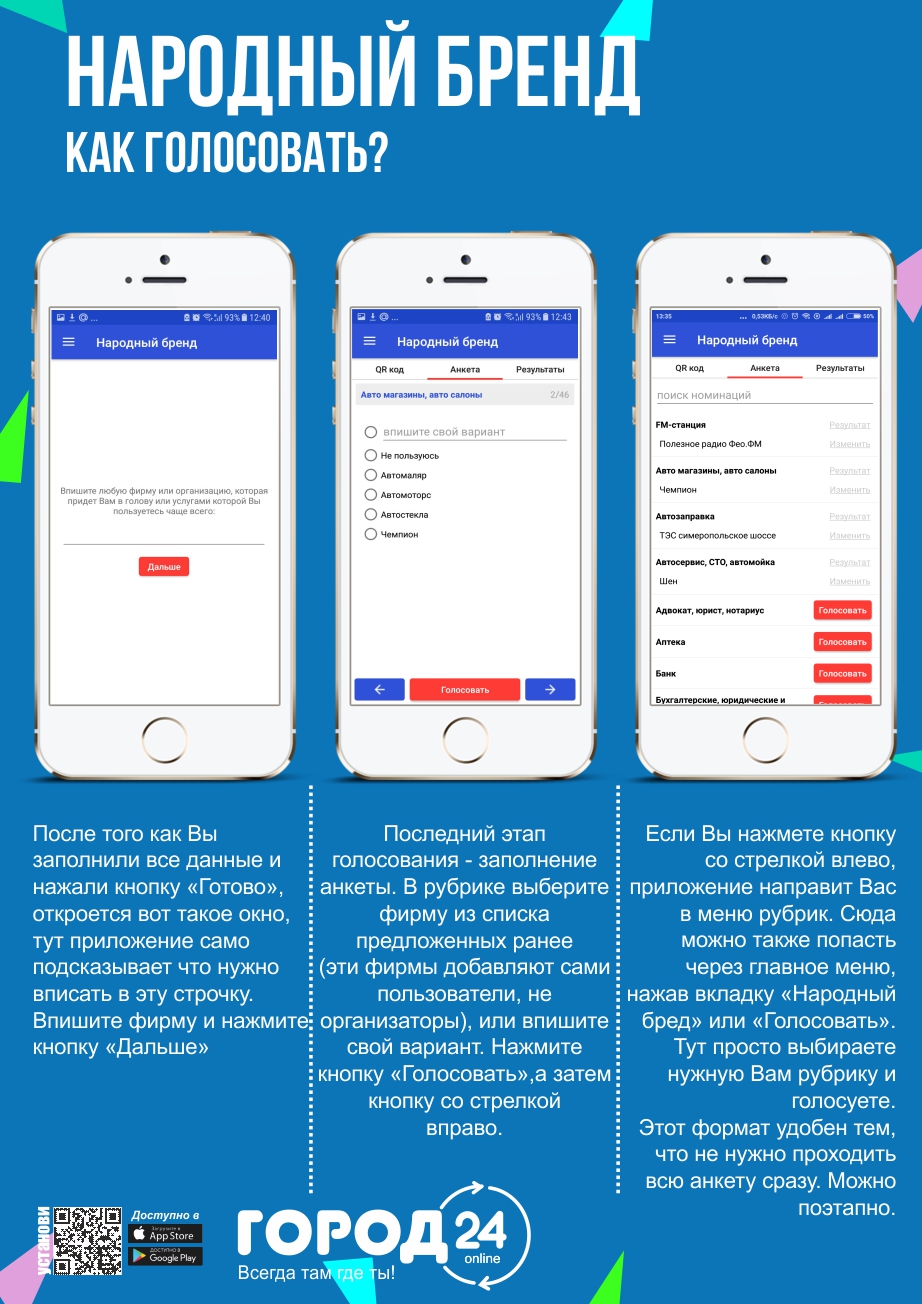 НАРОДНЫЙ БРЕНД
КАК ГОЛОСОВАТЬ?
... 93% 12:40
Народный бренд
Впишите любую фирму или организацию, которая
придет Вам в голову или услугами которой Вы
пользуетесь чаще всего:
Дальше
... 93% 12:43
Народный бренд
QR код Анкета Результаты
Авто магазины, авто салоны 2/46
впишите свой вариант
Не пользуюсь
Автомаляр
Автомоторс
Автостекла
Чемпион
← Голосовать →
13:35 ... 0,53КБ/с 50%
Народный бренд
QR код Анкета Результаты
поиск номинаций
FM-станция Результат
Полезное радио Фео.ФМ Изменить
Авто магазины, авто салоны Результат
Чемпион Изменить
Автозаправка Результат
ТЭС симеропольское шоссе Изменить
Автосервис, СТО, автомойка Результат
Шен Изменить
Адвокат, юрист, нотариус Голосовать
Аптека Голосовать
Банк Голосовать
Бухгалтерские, юридические и Голосовать
После того как Вы
заполнили все данные и
нажали кнопку «Готово»,
откроется вот такое окно,
тут приложение само
подсказывает что нужно
вписать в эту строчку.
Впишите фирму и нажмите
кнопку «Дальше»
Последний этап
голосования - заполнение
анкеты. В рубрике выберите
фирму из списка
предложенных ранее
(эти фирмы добавляют сами
пользователи, не
организаторы), или впишите
свой вариант. Нажмите
кнопку «Голосовать»,а затем
кнопку со стрелкой
вправо.
Если Вы нажмете кнопку
со стрелкой влево,
приложение направит Вас
в меню рубрик. Сюда
можно также попасть
через главное меню,
нажав вкладку «Народный
бред» или «Голосовать».
Тут просто выбираете
нужную Вам рубрику и
голосуете.
Этот формат удобен тем,
что не нужно проходить
всю анкету сразу. Можно
поэтапно.
установи
Доступно в
Загрузите в
App Store
ДОСТУПНО В
Google Play
ГОРОД 24
online
Всегда там где ты!